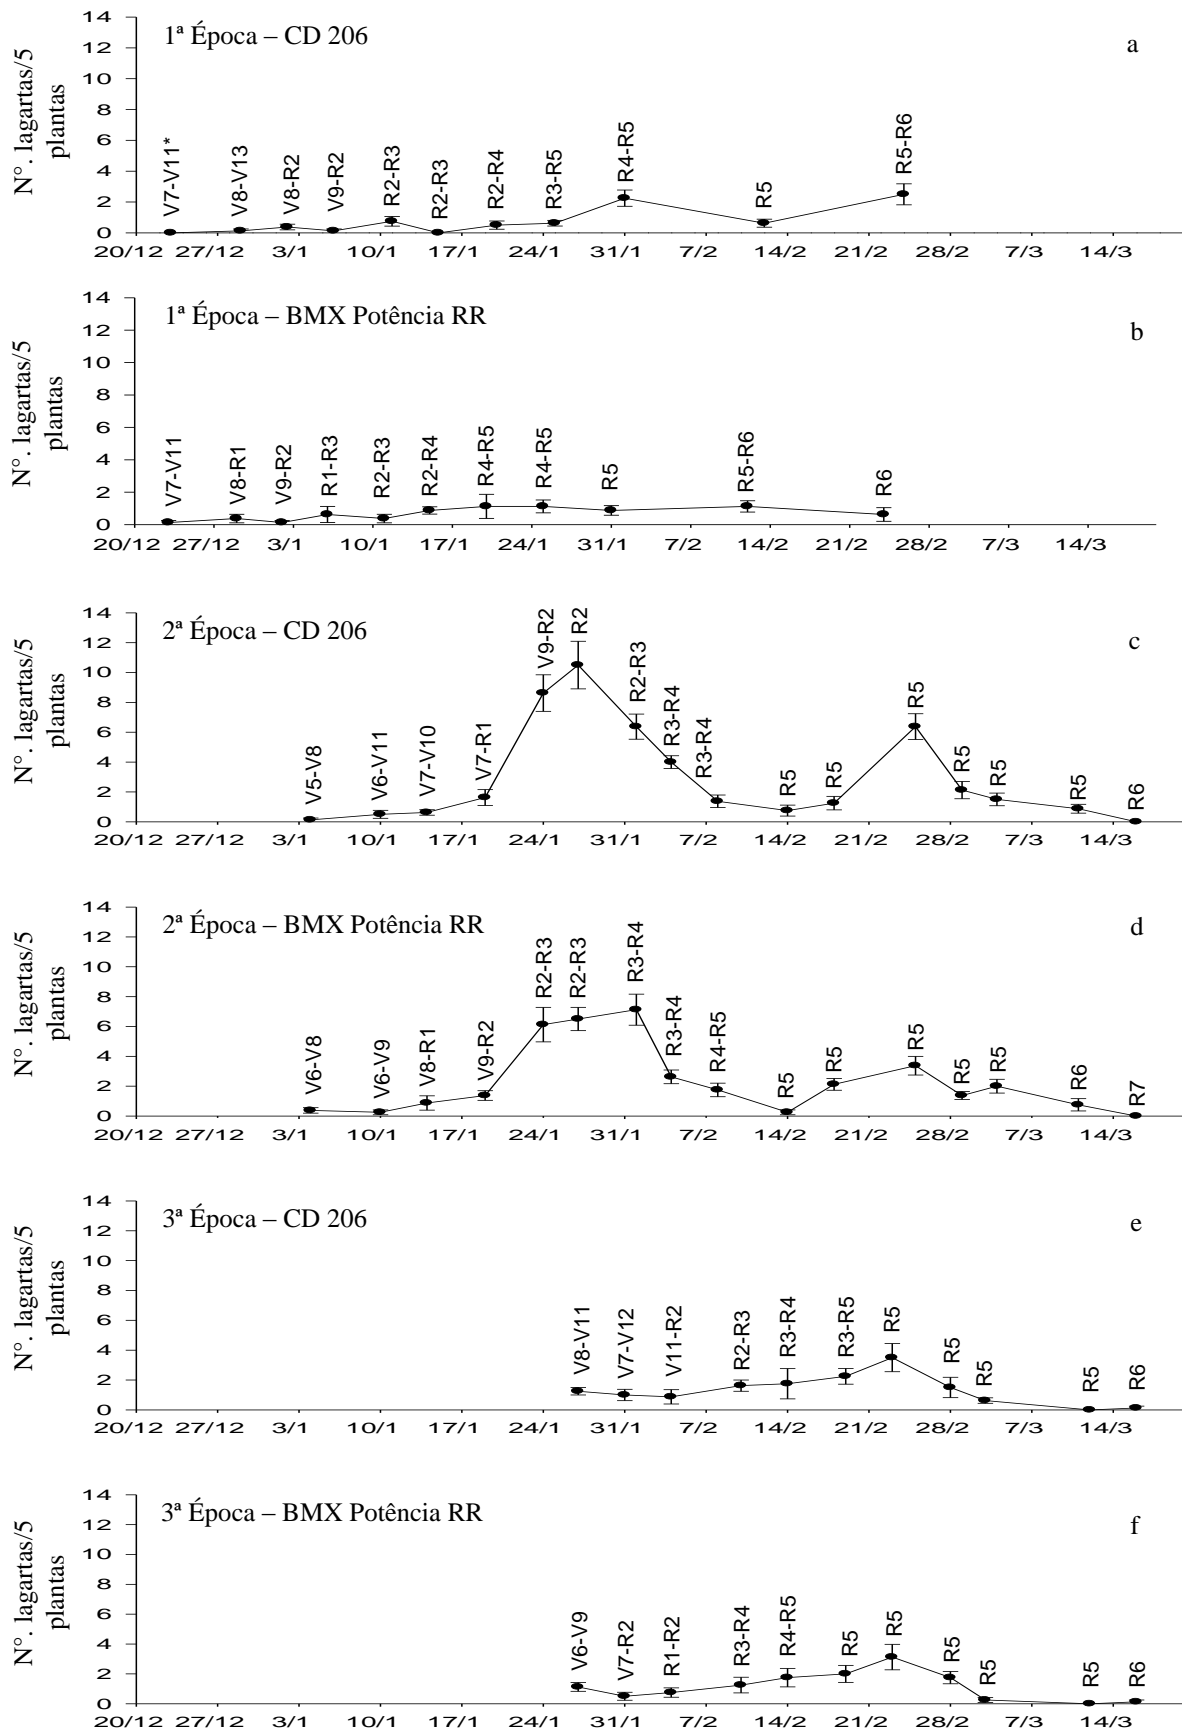 14
12
10
8
6
4
2
0
N°. lagartas/5
plantas
1ª Época – CD 206
a
V7-V11*
V8-V13
V8-R2
V9-R2
R2-R3
R2-R3
R2-R4
R3-R5
R4-R5
R5
R5-R6
20/12 27/12 3/1 10/1 17/1 24/1 31/1 7/2 14/2 21/2 28/2 7/3 14/3
14
12
10
8
6
4
2
0
N°. lagartas/5
plantas
1ª Época – BMX Potência RR
b
V7-V11
V8-R1
V9-R2
R1-R3
R2-R3
R2-R4
R4-R5
R4-R5
R5
R5-R6
R6
20/12 27/12 3/1 10/1 17/1 24/1 31/1 7/2 14/2 21/2 28/2 7/3 14/3
14
12
10
8
6
4
2
0
N°. lagartas/5
plantas
2ª Época – CD 206
c
V5-V8
V6-V11
V7-V10
V7-R1
V9-R2
R2
R2-R3
R3-R4
R3-R4
R5
R5
R5
R5
R5
R5
R6
20/12 27/12 3/1 10/1 17/1 24/1 31/1 7/2 14/2 21/2 28/2 7/3 14/3
14
12
10
8
6
4
2
0
N°. lagartas/5
plantas
2ª Época – BMX Potência RR
d
V6-V8
V6-V9
V8-R1
V9-R2
R2-R3
R2-R3
R3-R4
R3-R4
R4-R5
R5
R5
R5
R5
R5
R6
R7
20/12 27/12 3/1 10/1 17/1 24/1 31/1 7/2 14/2 21/2 28/2 7/3 14/3
14
12
10
8
6
4
2
0
N°. lagartas/5
plantas
3ª Época – CD 206
e
V8-V11
V7-V12
V11-R2
R2-R3
R3-R4
R3-R5
R5
R5
R5
R5
R6
20/12 27/12 3/1 10/1 17/1 24/1 31/1 7/2 14/2 21/2 28/2 7/3 14/3
14
12
10
8
6
4
2
0
N°. lagartas/5
plantas
3ª Época – BMX Potência RR
f
V6-V9
V7-R2
R1-R2
R3-R4
R4-R5
R5
R5
R5
R5
R5
R6
20/12 27/12 3/1 10/1 17/1 24/1 31/1 7/2 14/2 21/2 28/2 7/3 14/3